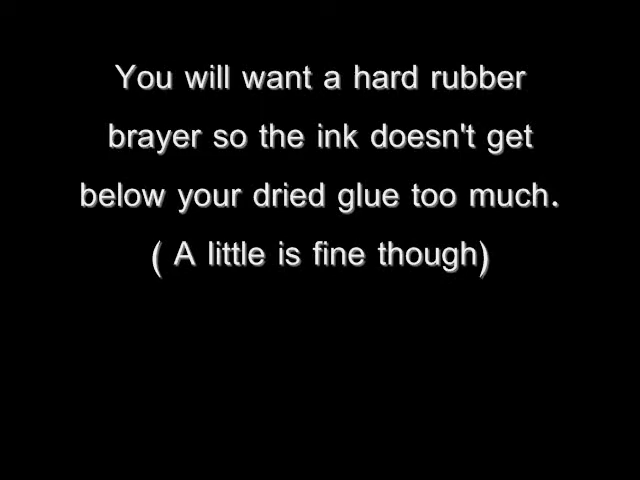 You will want a hard rubber
brayer so the ink doesn't get
below your dried glue too much.
( A little is fine though)